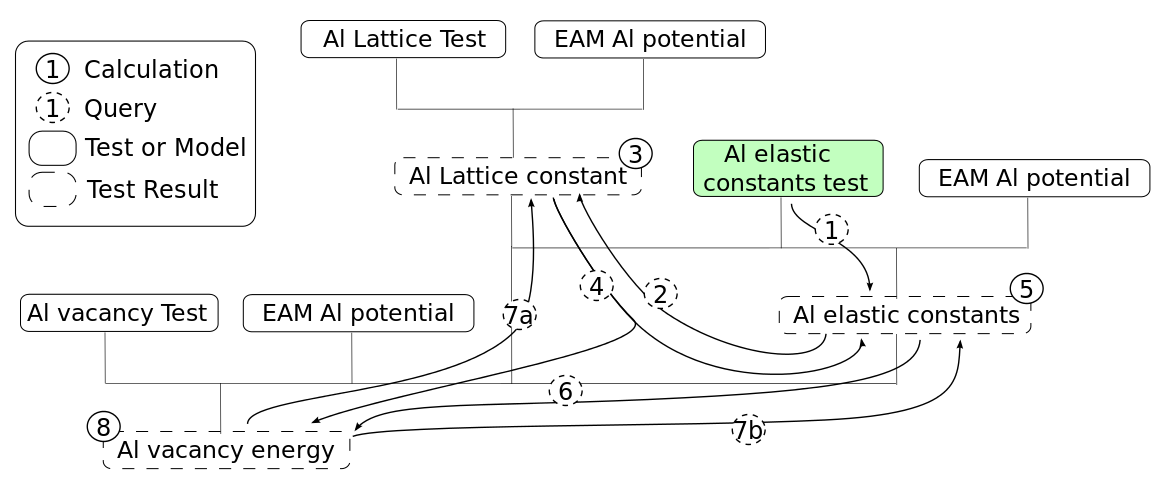 Al Lattice Test
EAM Al potential
1 Calculation
1 Query
Test or Model
Test Result
3
Al Lattice constant
Al elastic
constants test
EAM Al potential
1
4
2
5
Al elastic constants
Al vacancy Test
EAM Al potential
7a
6
8
7b
Al vacancy energy